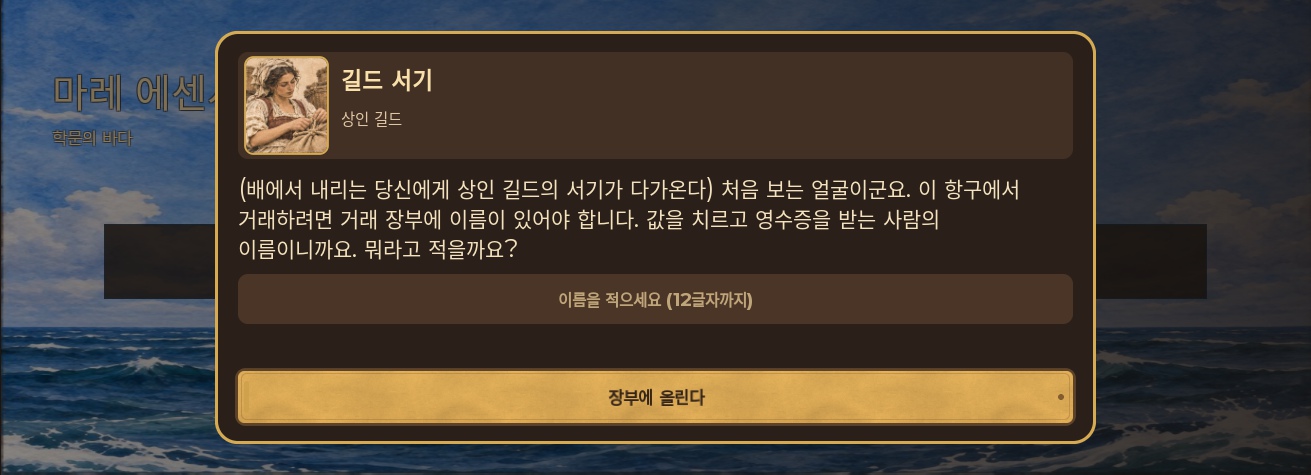 마레 에센
학문의 바다
길드 서기
상인 길드
(배에서 내리는 당신에게 상인 길드의 서기가 다가온다) 처음 보는 얼굴이군요. 이 항구에서
거래하려면 거래 장부에 이름이 있어야 합니다. 값을 치르고 영수증을 받는 사람의
이름이니까요. 뭐라고 적을까요?
이름을 적으세요 (12글자까지)
장부에 올린다